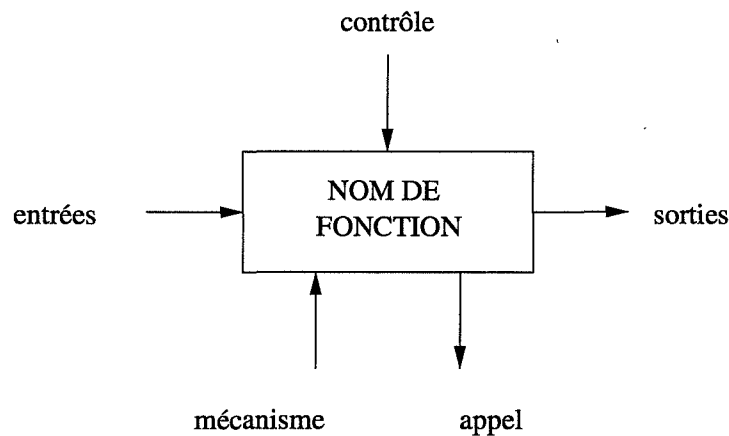 contrôle
NOM DE
FONCTION
entrées
sorties
mécanisme
appel